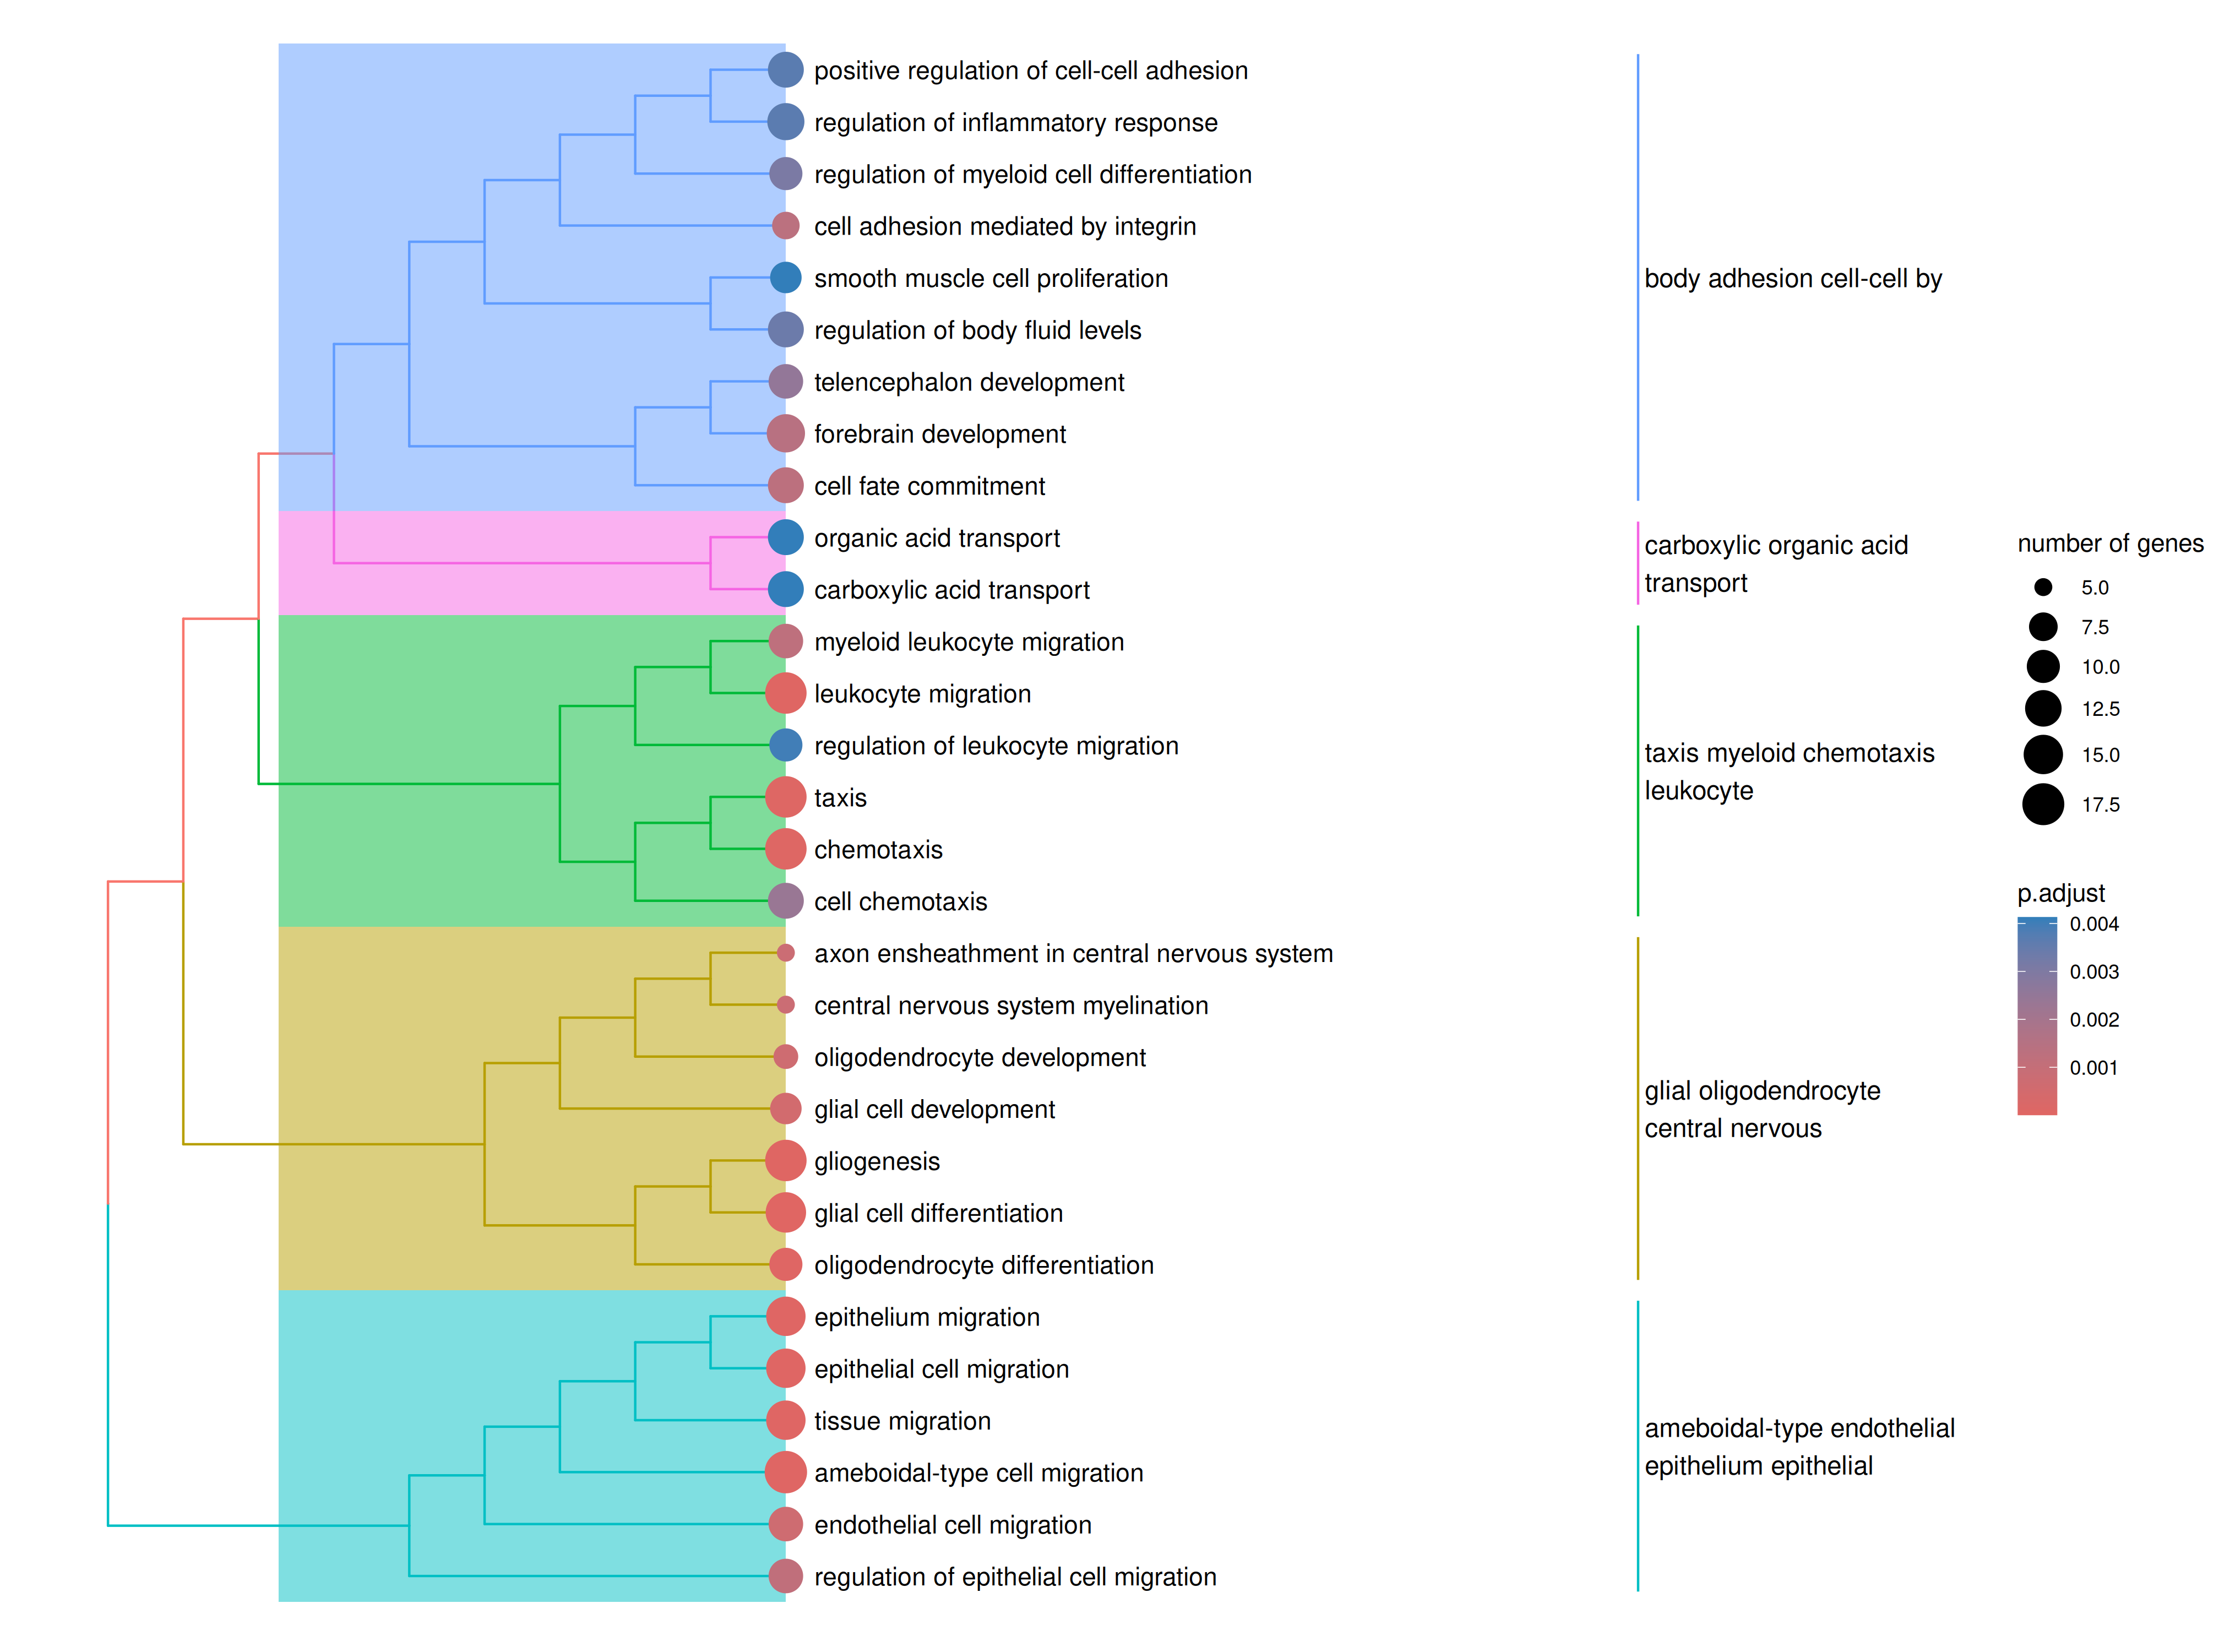 positive regulation of cell-cell adhesion
regulation of inflammatory response
regulation of myeloid cell differentiation
cell adhesion mediated by integrin
smooth muscle cell proliferation
regulation of body fluid levels
telencephalon development
forebrain development
cell fate commitment
organic acid transport
carboxylic acid transport
myeloid leukocyte migration
leukocyte migration
regulation of leukocyte migration
taxis
chemotaxis
cell chemotaxis
axon ensheathment in central nervous system
central nervous system myelination
oligodendrocyte development
glial cell development
gliogenesis
glial cell differentiation
oligodendrocyte differentiation
epithelium migration
epithelial cell migration
tissue migration
ameboidal-type cell migration
endothelial cell migration
regulation of epithelial cell migration
body adhesion cell-cell by
carboxylic organic acid
transport
taxis myeloid chemotaxis
leukocyte
glial oligodendrocyte
central nervous
ameboidal-type endothelial
epithelium epithelial
number of genes
5.0
7.5
10.0
12.5
15.0
17.5
p.adjust
0.004
0.003
0.002
0.001